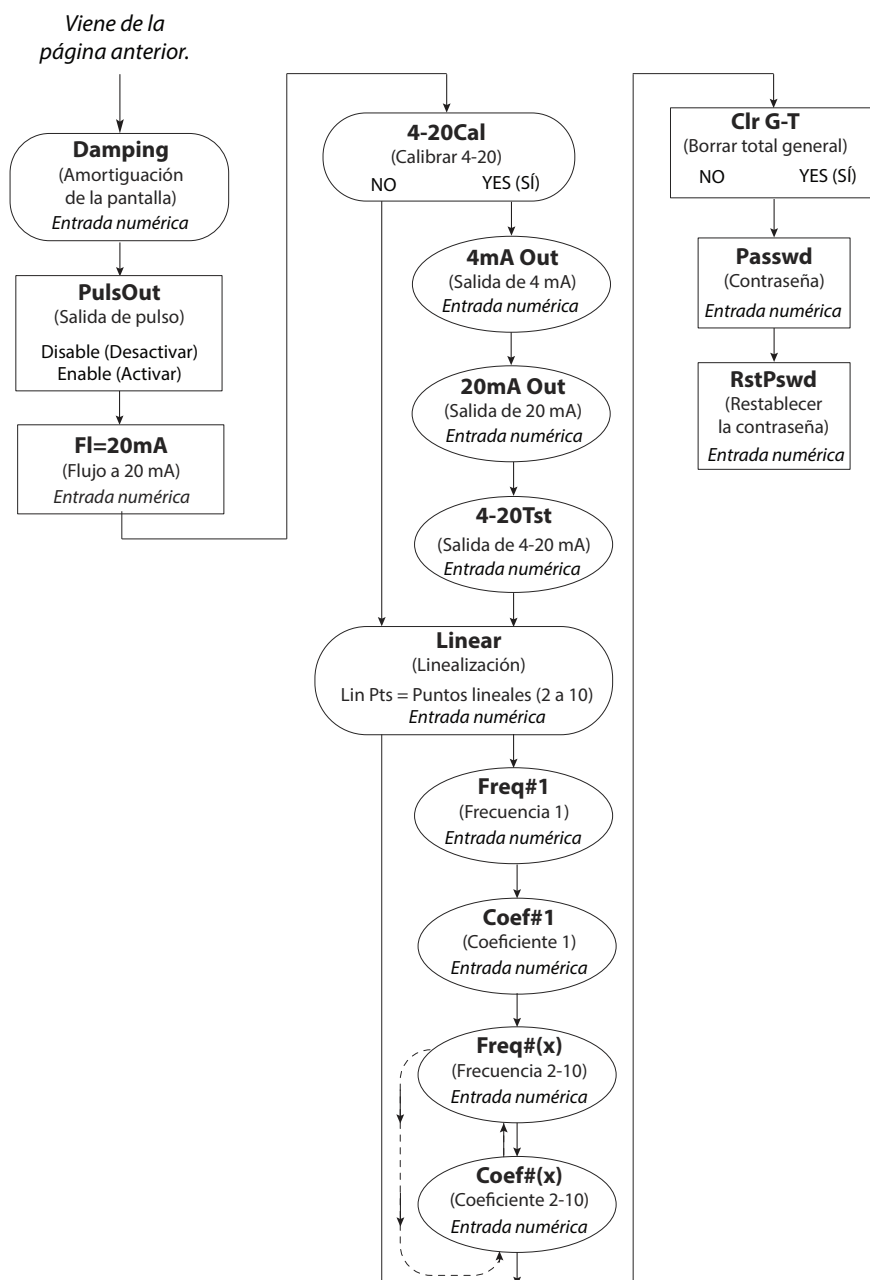 Viene de la
página anterior.
Damping
(Amortiguación
de la pantalla)
Entrada numérica
PulsOut
(Salida de pulso)
Disable (Desactivar)
Enable (Activar)
Fl=20mA
(Flujo a 20 mA)
Entrada numérica
4-20Cal
(Calibrar 4-20)
NO YES (SÍ)
4mA Out
(Salida de 4 mA)
Entrada numérica
20mA Out
(Salida de 20 mA)
Entrada numérica
4-20Tst
(Salida de 4-20 mA)
Entrada numérica
Linear
(Linealización)
Lin Pts = Puntos lineales (2 a 10)
Entrada numérica
Freq#1
(Frecuencia 1)
Entrada numérica
Coef#1
(Coeficiente 1)
Entrada numérica
Freq#(x)
(Frecuencia 2-10)
Entrada numérica
Coef#(x)
(Coeficiente 2-10)
Entrada numérica
Clr G-T
(Borrar total general)
NO YES (SÍ)
Passwd
(Contraseña)
Entrada numérica
RstPswd
(Restablecer
la contraseña)
Entrada numérica